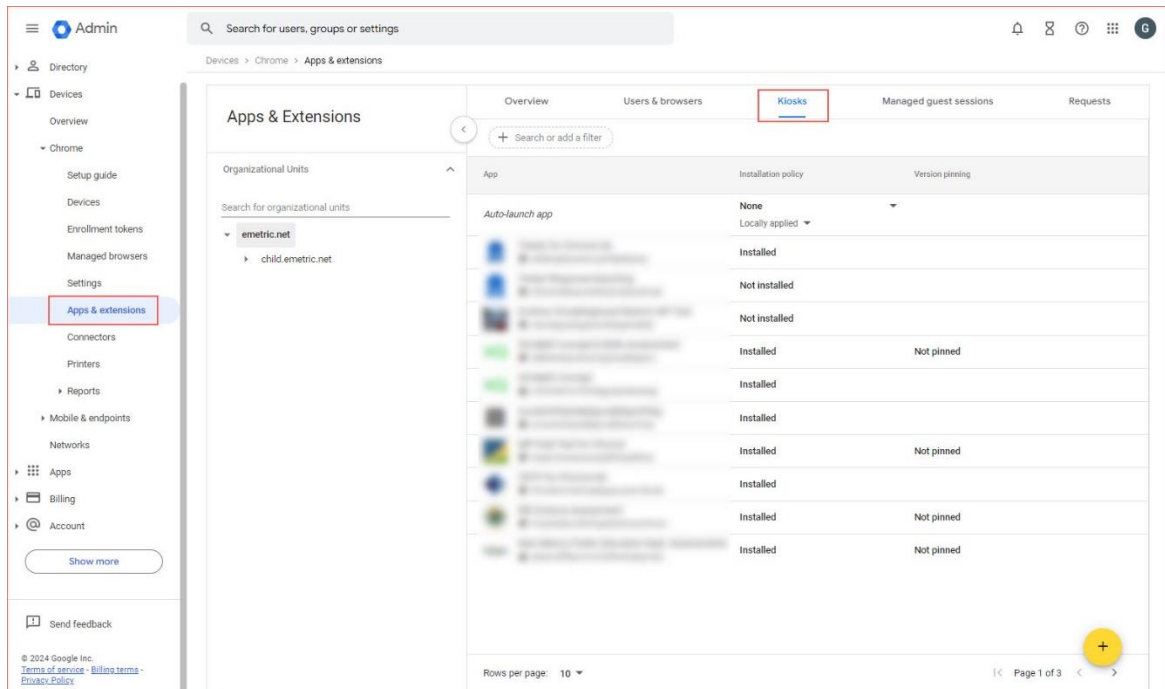 Admin
Search for users, groups or settings
G
Directory
Devices
Overview
Chrome
Setup guide
Devices
Enrollment tokens
Managed browsers
Settings
Apps & extensions
Connectors
Printers
Reports
Mobile & endpoints
Networks
Apps
Billing
Account
Show more
Send feedback
© 2024 Google Inc.
Terms of service - Billing terms -
Privacy Policy
Devices > Chrome > Apps & extensions
Apps & Extensions
Organizational Units
Search for organizational units
emetric.net
child.emetric.net
Overview Users & browsers Kiosks Managed guest sessions Requests
+ Search or add a filter
App Installation policy Version pinning
Auto-launch app None
Locally applied
Installed
Not installed
Not installed
Installed Not pinned
Installed
Installed
Installed Not pinned
Installed
Installed Not pinned
Installed Not pinned
Rows per page: 10 Page 1 of 3